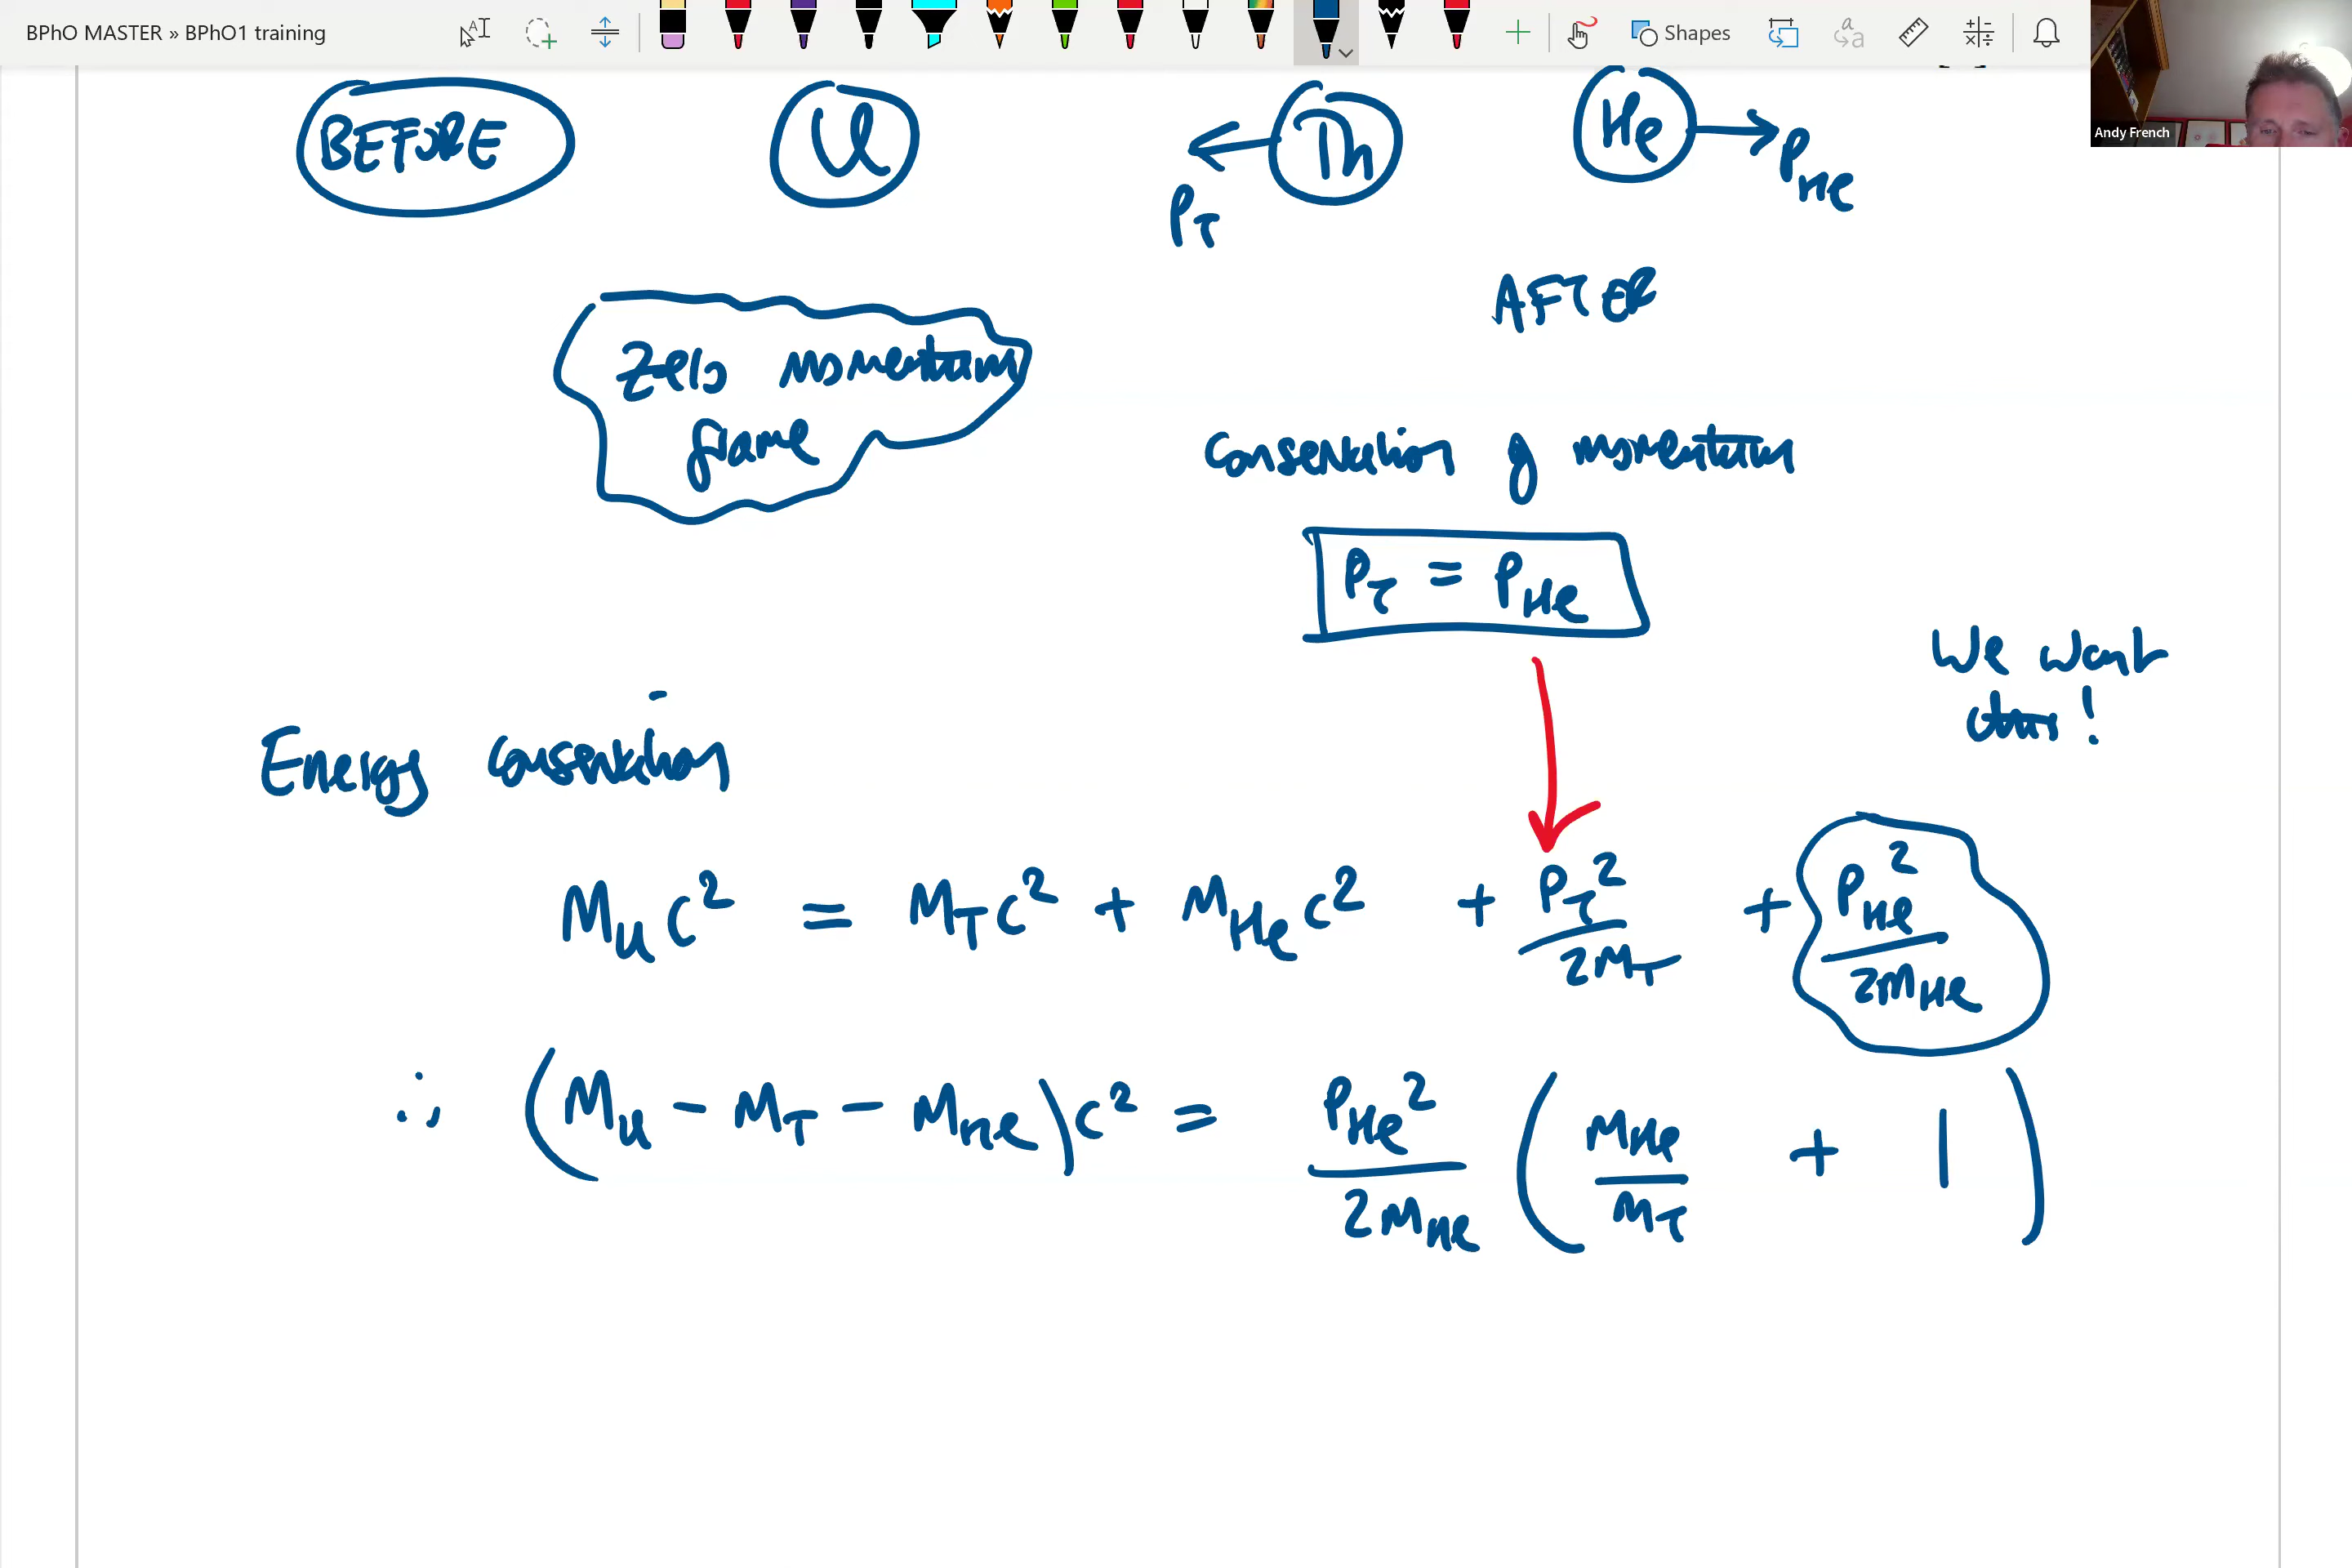 BPhO MASTER » BPhO1 training
Shapes
Andy French
BEFORE
U
Th
He
P_T
P_He
AFTER
Zero momentum
frame
Conservation of momentum
P_T = P_He
We want
this!
Energy conservation
M_U c² = M_T c² + M_He c² + P_T²/2M_T + P_He²/2M_He
∴ (M_U - M_T - M_He)c² = P_He²/2M_He (M_He/M_T + 1)